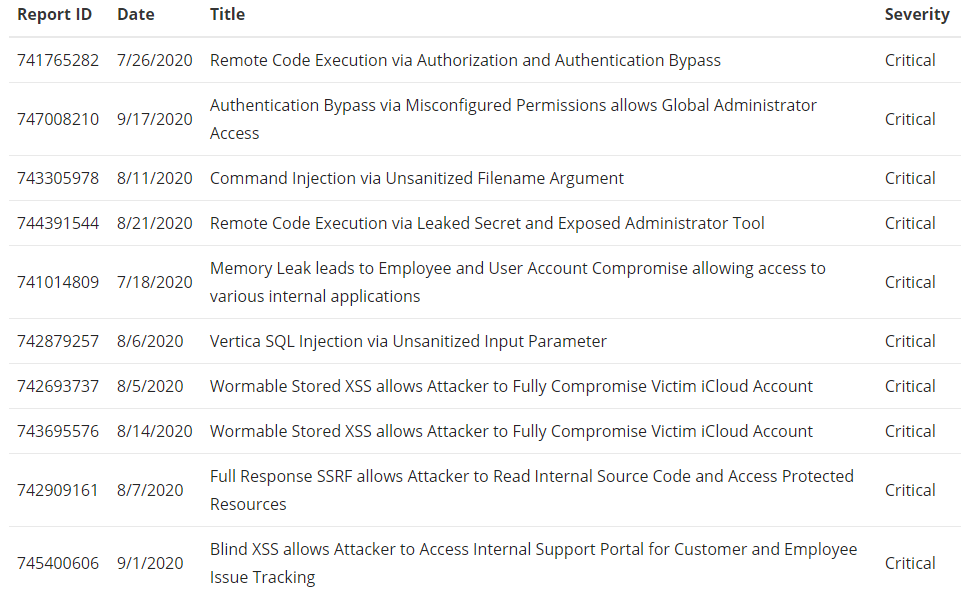 Report ID Date Title Severity
741765282 7/26/2020 Remote Code Execution via Authorization and Authentication Bypass Critical
747008210 9/17/2020 Authentication Bypass via Misconfigured Permissions allows Global Administrator
Access Critical
743305978 8/11/2020 Command Injection via Unsanitized Filename Argument Critical
744391544 8/21/2020 Remote Code Execution via Leaked Secret and Exposed Administrator Tool Critical
741014809 7/18/2020 Memory Leak leads to Employee and User Account Compromise allowing access to
various internal applications Critical
742879257 8/6/2020 Vertica SQL Injection via Unsanitized Input Parameter Critical
742693737 8/5/2020 Wormable Stored XSS allows Attacker to Fully Compromise Victim iCloud Account Critical
743695576 8/14/2020 Wormable Stored XSS allows Attacker to Fully Compromise Victim iCloud Account Critical
742909161 8/7/2020 Full Response SSRF allows Attacker to Read Internal Source Code and Access Protected
Resources Critical
745400606 9/1/2020 Blind XSS allows Attacker to Access Internal Support Portal for Customer and Employee
Issue Tracking Critical